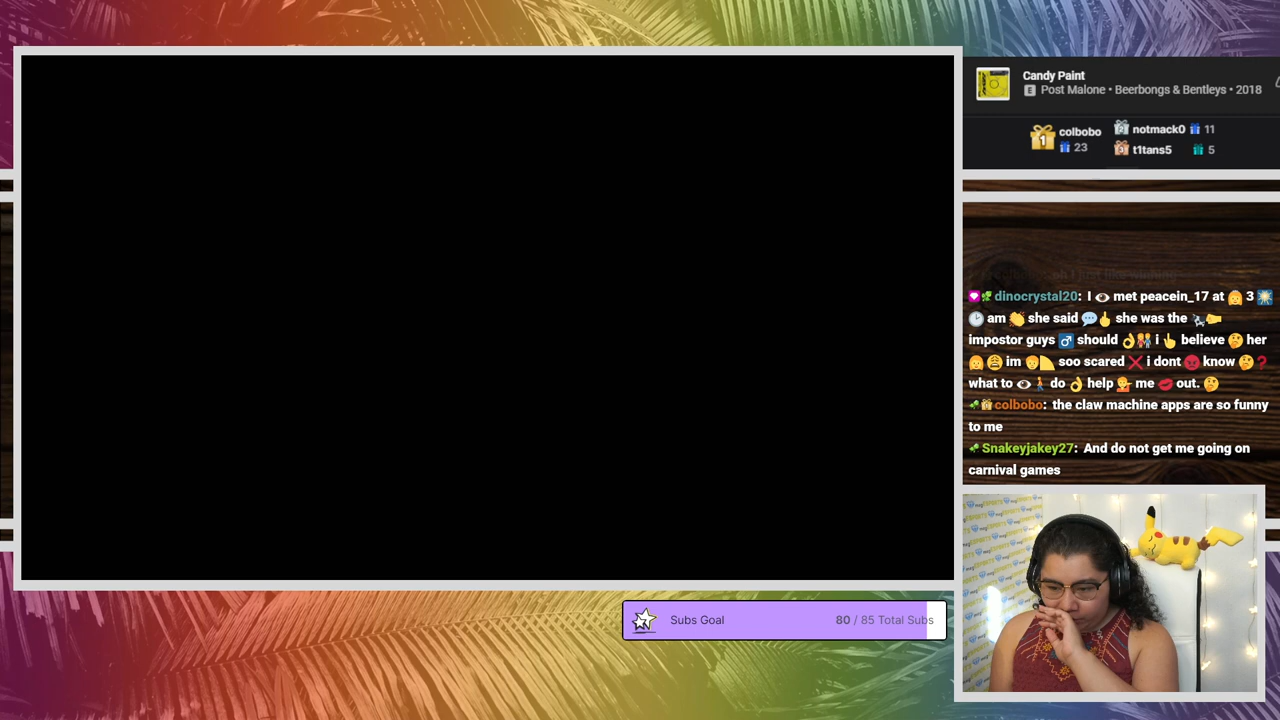 Candy Paint
E Post Malone • Beerbongs & Bentleys • 2018
1 colbobo
23
2 notmack0 11
3 t1tans5 5
dinocrystal20: I met peacein_17 at 3
am she said she was the
impostor guys should i believe her
im soo scared i dont know
what to do help me out.
colbobo: the claw machine apps are so funny
to me
Snakeyjakey27: And do not get me going on
carnival games
Subs Goal 80 / 85 Total Subs